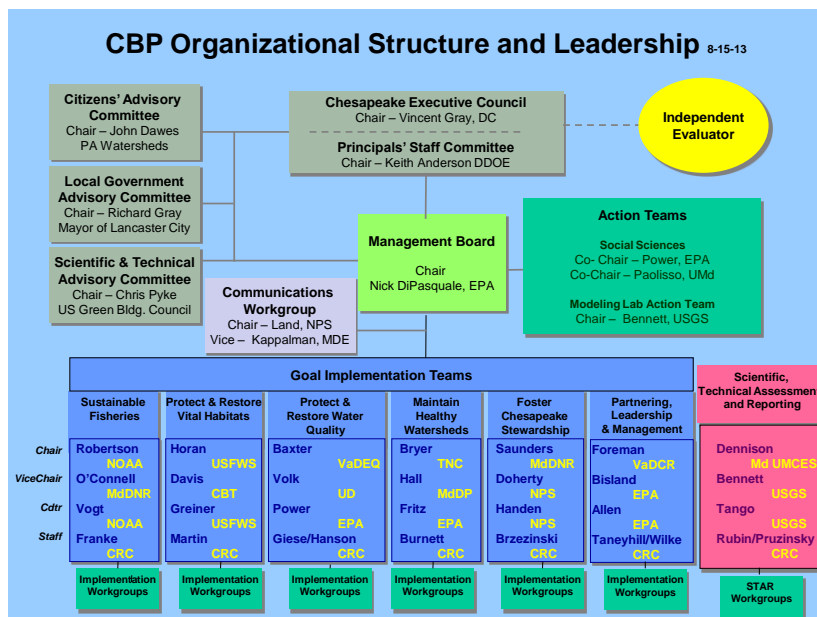 CBP Organizational Structure and Leadership 8-15-13
Citizens' Advisory
Committee
Chair – John Dawes
PA Watersheds
Chesapeake Executive Council
Chair – Vincent Gray, DC
Principals' Staff Committee
Chair – Keith Anderson DDOE
Independent
Evaluator
Local Government
Advisory Committee
Chair – Richard Gray
Mayor of Lancaster City
Scientific & Technical
Advisory Committee
Chair – Chris Pyke
US Green Bldg. Council
Management Board
Chair
Nick DiPasquale, EPA
Action Teams
Social Sciences
Co- Chair – Power, EPA
Co-Chair – Paolisso, UMd
Modeling Lab Action Team
Chair – Bennett, USGS
Communications
Workgroup
Chair – Land, NPS
Vice – Kappalman, MDE
Goal Implementation Teams
Sustainable
Fisheries
Protect & Restore
Vital Habitats
Protect &
Restore Water
Quality
Maintain
Healthy
Watersheds
Foster
Chesapeake
Stewardship
Partnering,
Leadership
& Management
Scientific,
Technical Assessment
and Reporting
Chair
ViceChair
Cdtr
Staff
Robertson
NOAA
O'Connell
MdDNR
Vogt
NOAA
Franke
CRC
Horan
USFWS
Davis
CBT
Greiner
USFWS
Martin
CRC
Baxter
VaDEQ
Volk
UD
Power
EPA
Giese/Hanson
CRC
Bryer
TNC
Hall
MdDP
Fritz
EPA
Burnett
CRC
Saunders
MdDNR
Doherty
NPS
Handen
NPS
Brzezinski
CRC
Foreman
VaDCR
Bisland
EPA
Allen
EPA
Taneyhill/Wilke
CRC
Dennison
Md UMCES
Bennett
USGS
Tango
USGS
Rubin/Pruzinsky
CRC
Implementation
Workgroups
Implementation
Workgroups
Implementation
Workgroups
Implementation
Workgroups
Implementation
Workgroups
Implementation
Workgroups
STAR
Workgroups